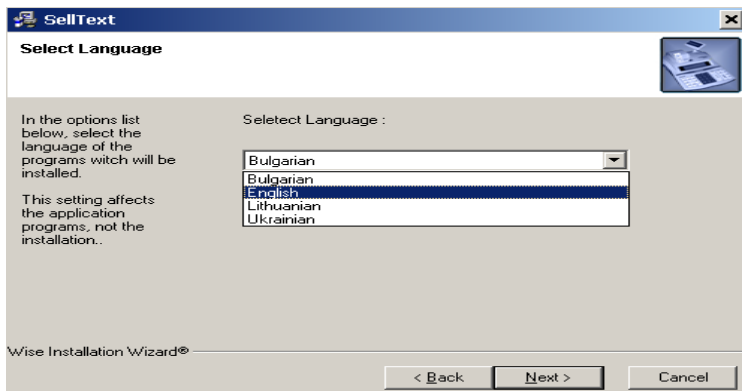 SellText
Select Language
In the options list
below, select the
language of the
programs witch will be
installed.
This setting affects
the application
programs, not the
installation..
Seletect Language :
Bulgarian
Bulgarian
English
Lithuanian
Ukrainian
Wise Installation Wizard®
< Back
Next >
Cancel